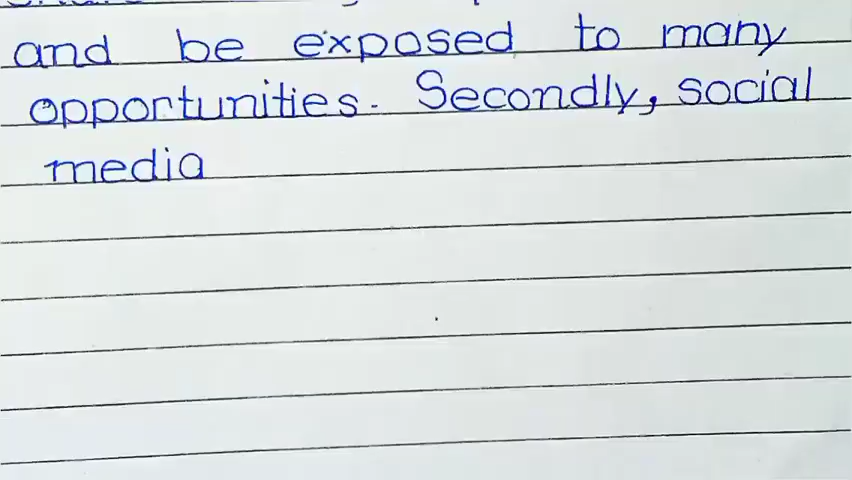 and be exposed to many
opportunities. Secondly, social
media